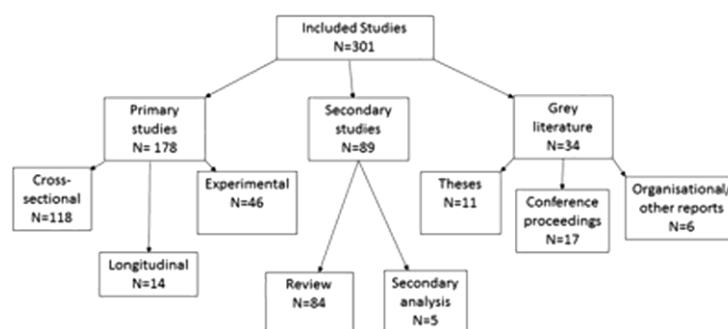 Included Studies
N=301
Primary
studies
N= 178
Secondary
studies
N=89
Grey
literature
N=34
Cross-
sectional
N=118
Longitudinal
N=14
Experimental
N=46
Review
N=84
Secondary
analysis
N=5
Theses
N=11
Conference
proceedings
N=17
Organisational/
other reports
N=6